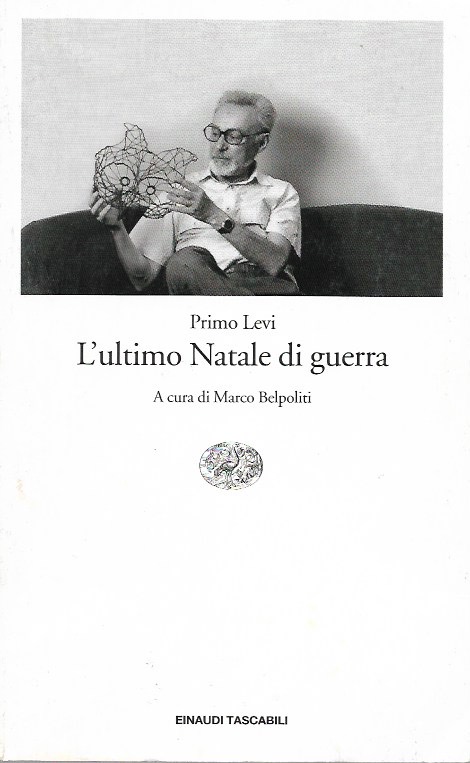 Primo Levi
L'ultimo Natale di guerra
A cura di Marco Belpoliti
EINAUDI TASCABILI